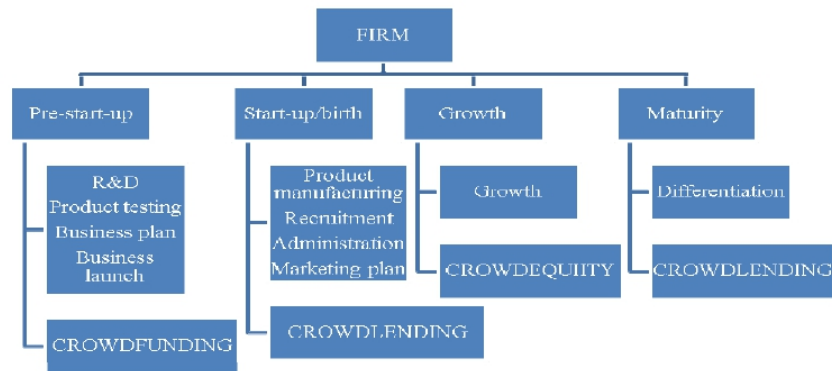 FIRM
Pre-start-up
Start-up/birth
Growth
Maturity
R&D
Product testing
Business plan
Business
launch
CROWDFUNDING
Product
manufacturing
Recruitment
Administration
Marketing plan
CROWDLENDING
Growth
CROWDEQUIITY
Differentiation
CROWDLENDING